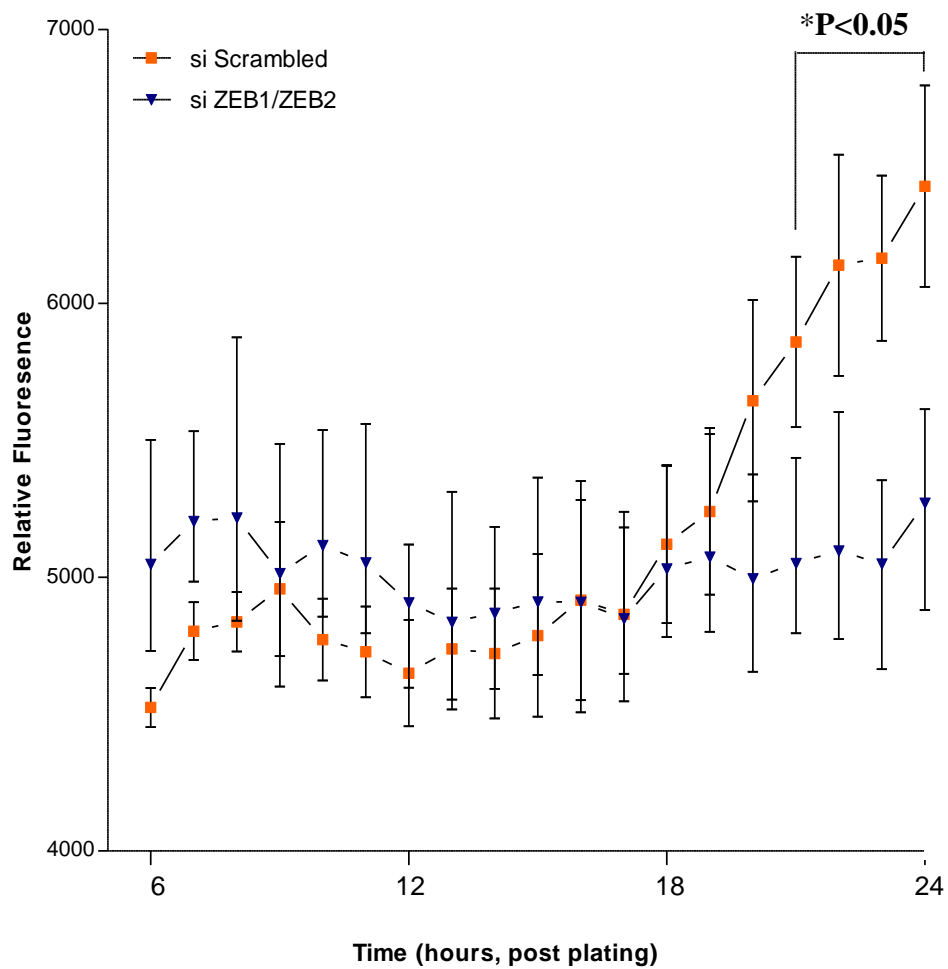 *P<0.05
7000
si Scrambled
si ZEB1/ZEB2
6000
Relative Fluoresence
5000
4000
6 12 18 24
Time (hours, post plating)